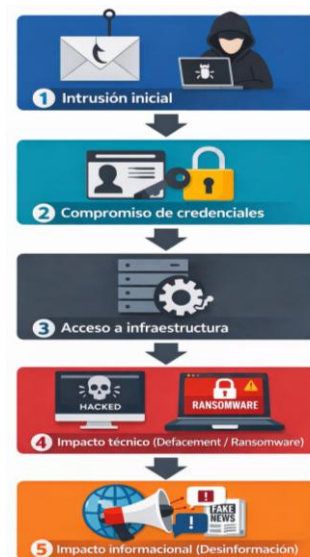 1 Intrusión inicial
2 Compromiso de credenciales
3 Acceso a infraestructura
HACKED
RANSOMWARE
4 Impacto técnico (Defacement / Ransomware)
FAKE
NEWS
5 Impacto informacional (Desinformación)